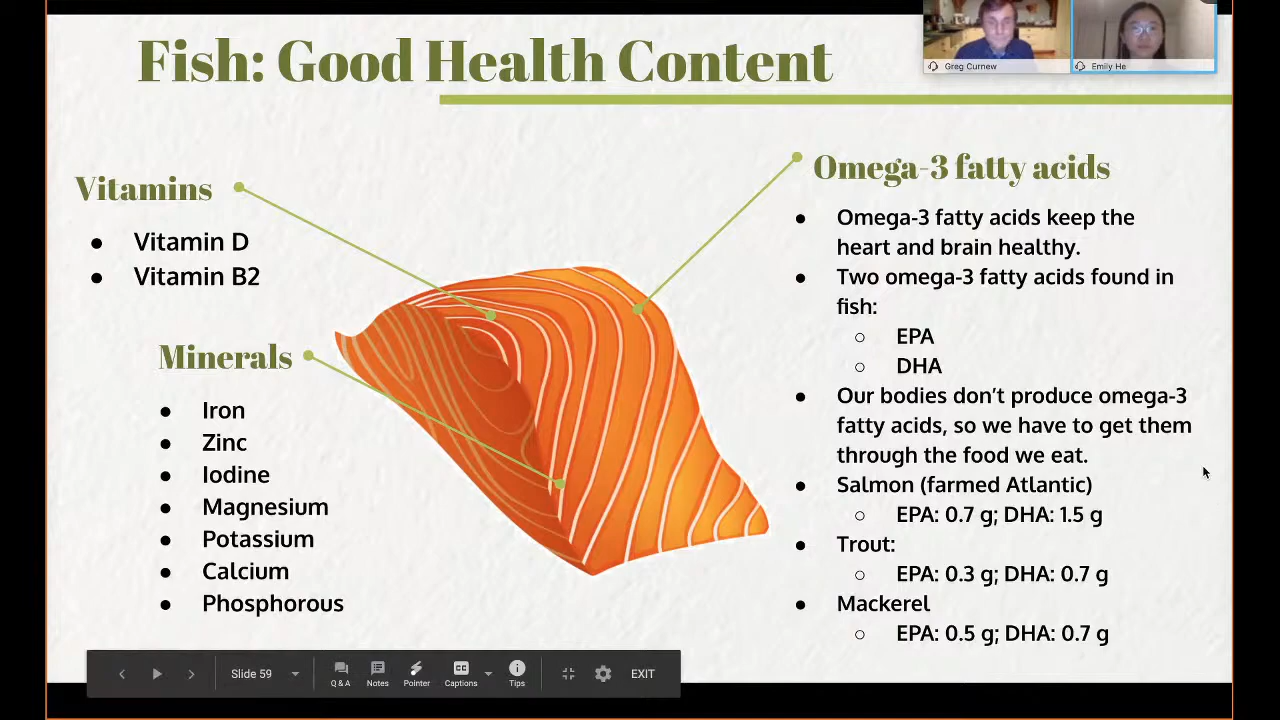 Fish: Good Health Content
Greg Curnew
Emily He
Vitamins
● Vitamin D
● Vitamin B2
Minerals
● Iron
● Zinc
● Iodine
● Magnesium
● Potassium
● Calcium
● Phosphorous
Omega-3 fatty acids
● Omega-3 fatty acids keep the
heart and brain healthy.
● Two omega-3 fatty acids found in
fish:
○ EPA
○ DHA
● Our bodies don’t produce omega-3
fatty acids, so we have to get them
through the food we eat.
● Salmon (farmed Atlantic)
○ EPA: 0.7 g; DHA: 1.5 g
● Trout:
○ EPA: 0.3 g; DHA: 0.7 g
● Mackerel
○ EPA: 0.5 g; DHA: 0.7 g
Slide 59
Q & A
Notes
Pointer
CC
Captions
Tips
EXIT